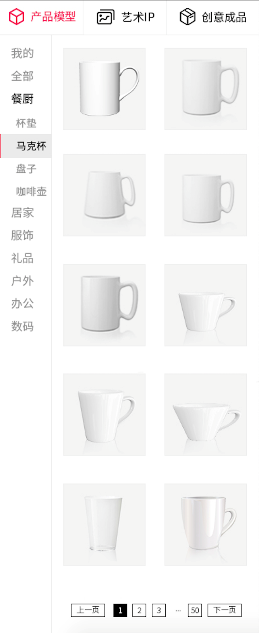 产品模型 艺术IP 创意成品
我的
全部
餐厨
杯垫
马克杯
盘子
咖啡壶
居家
服饰
礼品
户外
办公
数码
上一页 1 2 3 ... 50 下一页